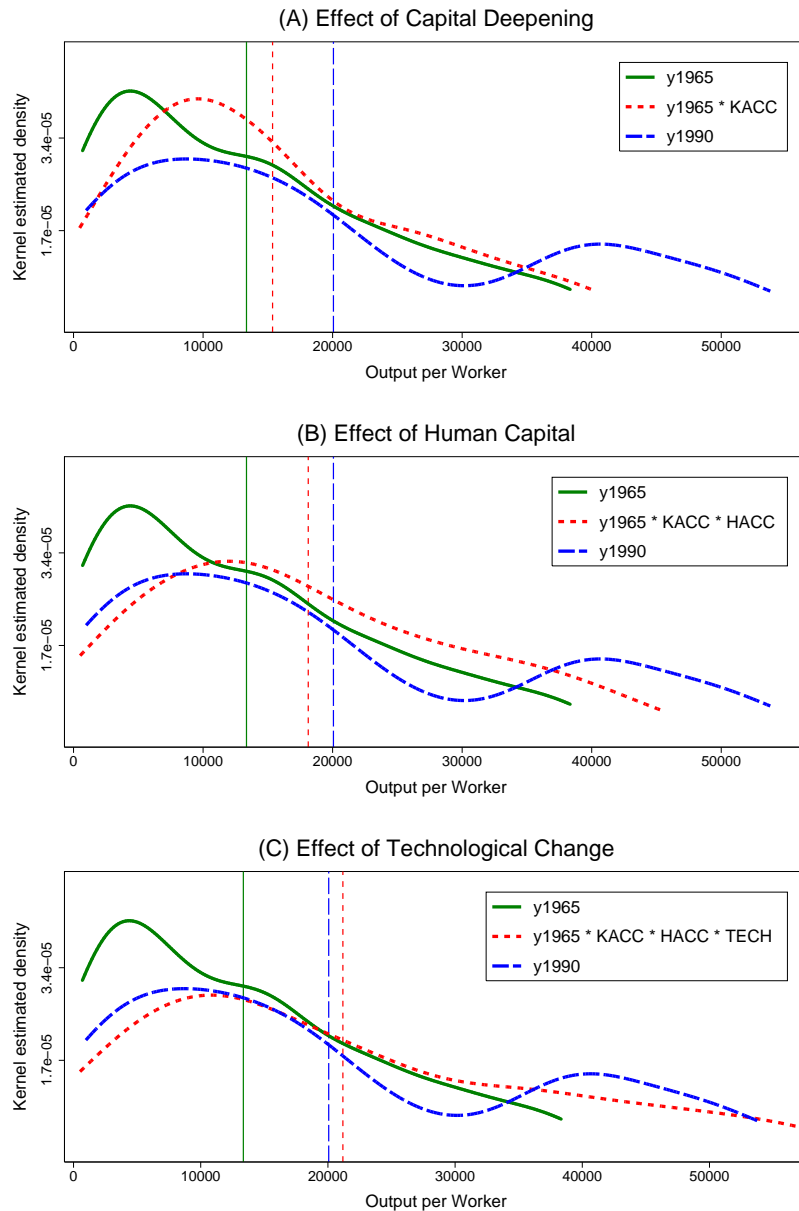 (A) Effect of Capital Deepening
Kernel estimated density
3.4e-05
1.7e-05
y1965
y1965 * KACC
y1990
0 10000 20000 30000 40000 50000
Output per Worker
(B) Effect of Human Capital
Kernel estimated density
3.4e-05
1.7e-05
y1965
y1965 * KACC * HACC
y1990
0 10000 20000 30000 40000 50000
Output per Worker
(C) Effect of Technological Change
Kernel estimated density
3.4e-05
1.7e-05
y1965
y1965 * KACC * HACC * TECH
y1990
0 10000 20000 30000 40000 50000
Output per Worker